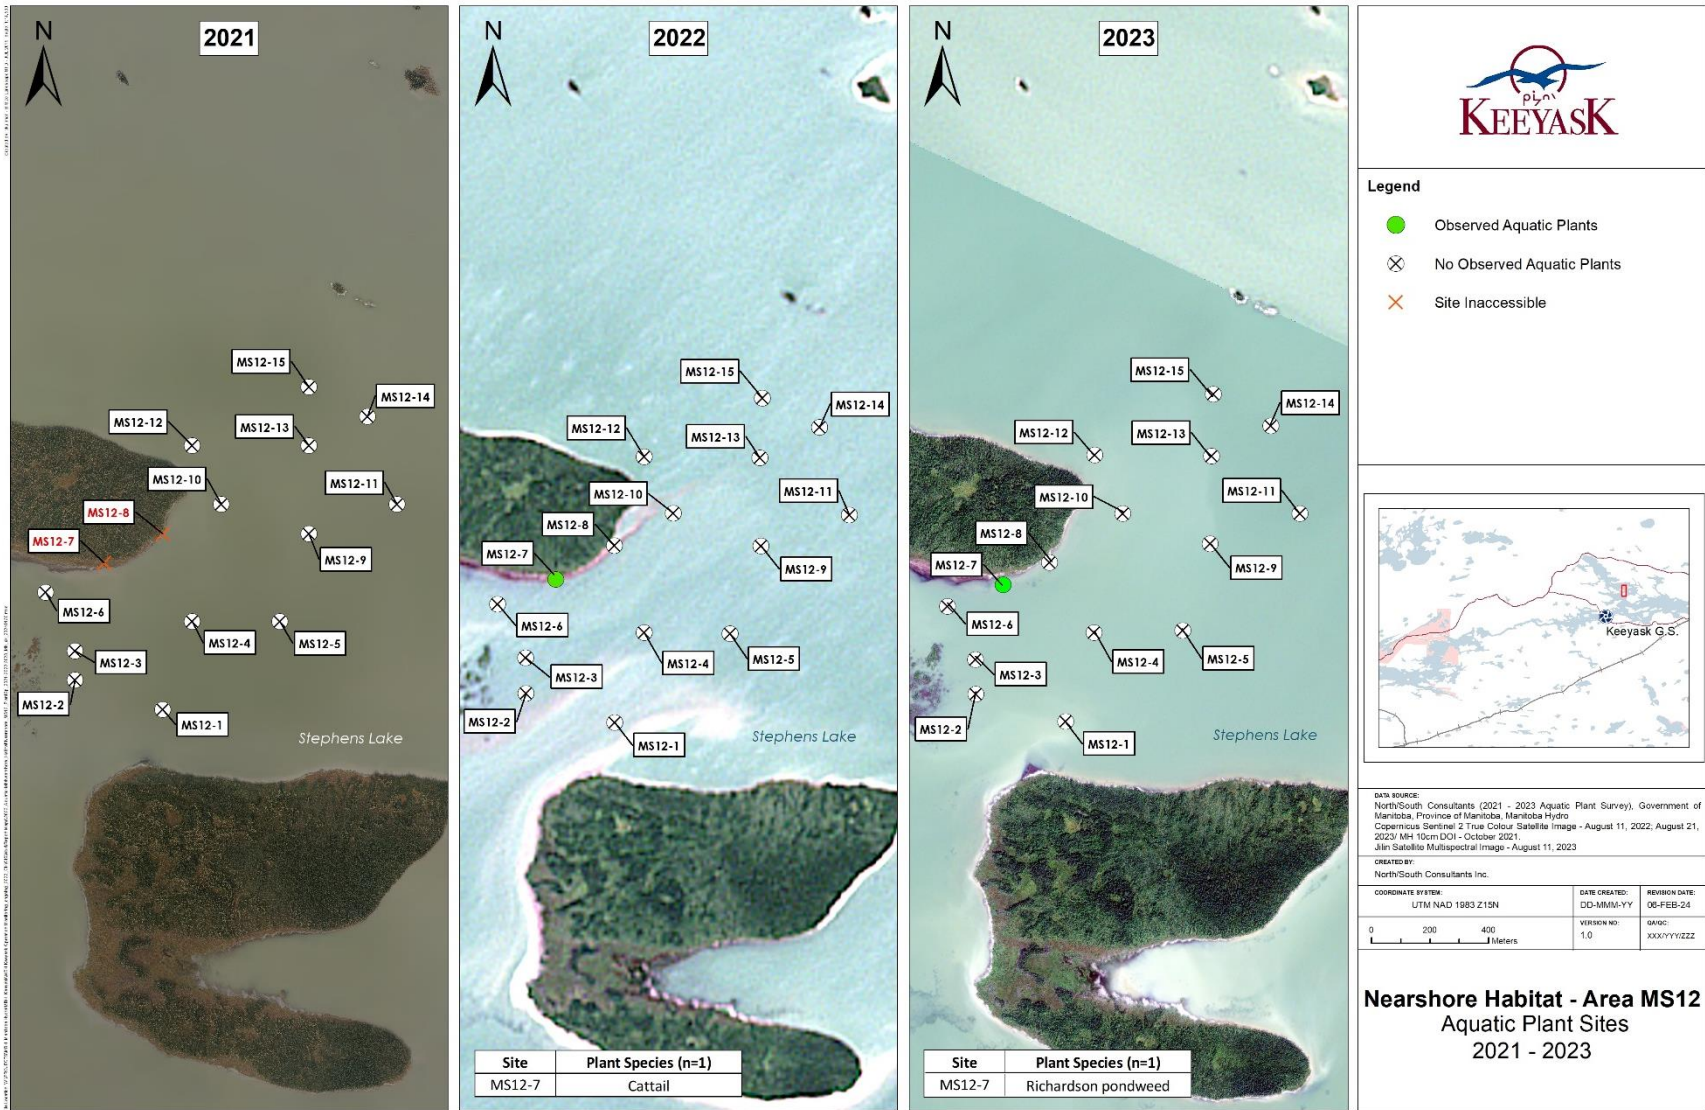 N
2021
MS12-15
MS12-14
MS12-12
MS12-13
MS12-10
MS12-11
MS12-8
MS12-7
MS12-9
MS12-6
MS12-4
MS12-5
MS12-3
MS12-2
MS12-1
Stephens Lake
N
2022
MS12-15
MS12-14
MS12-12
MS12-13
MS12-10
MS12-11
MS12-8
MS12-7
MS12-9
MS12-6
MS12-4
MS12-5
MS12-3
MS12-2
MS12-1
Stephens Lake
Site Plant Species (n=1)
MS12-7 Cattail
N
2023
MS12-15
MS12-14
MS12-12
MS12-13
MS12-10
MS12-11
MS12-8
MS12-7
MS12-9
MS12-6
MS12-4
MS12-5
MS12-3
MS12-2
MS12-1
Stephens Lake
Site Plant Species (n=1)
MS12-7 Richardson pondweed
KEEYASK
Legend
Observed Aquatic Plants
No Observed Aquatic Plants
Site Inaccessible
Keeyask G.S.
DATA SOURCE:
North/South Consultants (2021 - 2023 Aquatic Plant Survey), Government of
Manitoba, Province of Manitoba, Manitoba Hydro
Copernicus Sentinel 2 True Colour Satellite Image - August 11, 2022; August 21,
2023/ MH 10cm DOI - October 2021.
Jilin Satellite Multispectral Image - August 11, 2023
CREATED BY:
North/South Consultants Inc.
COORDINATE SYSTEM:
UTM NAD 1983 Z15N
DATE CREATED:
DD-MMM-YY
REVISION DATE:
06-FEB-24
0 200 400
Meters
VERSION NO:
1.0
QA/QC:
XXX/YYY/ZZZ
Nearshore Habitat - Area MS12
Aquatic Plant Sites
2021 - 2023